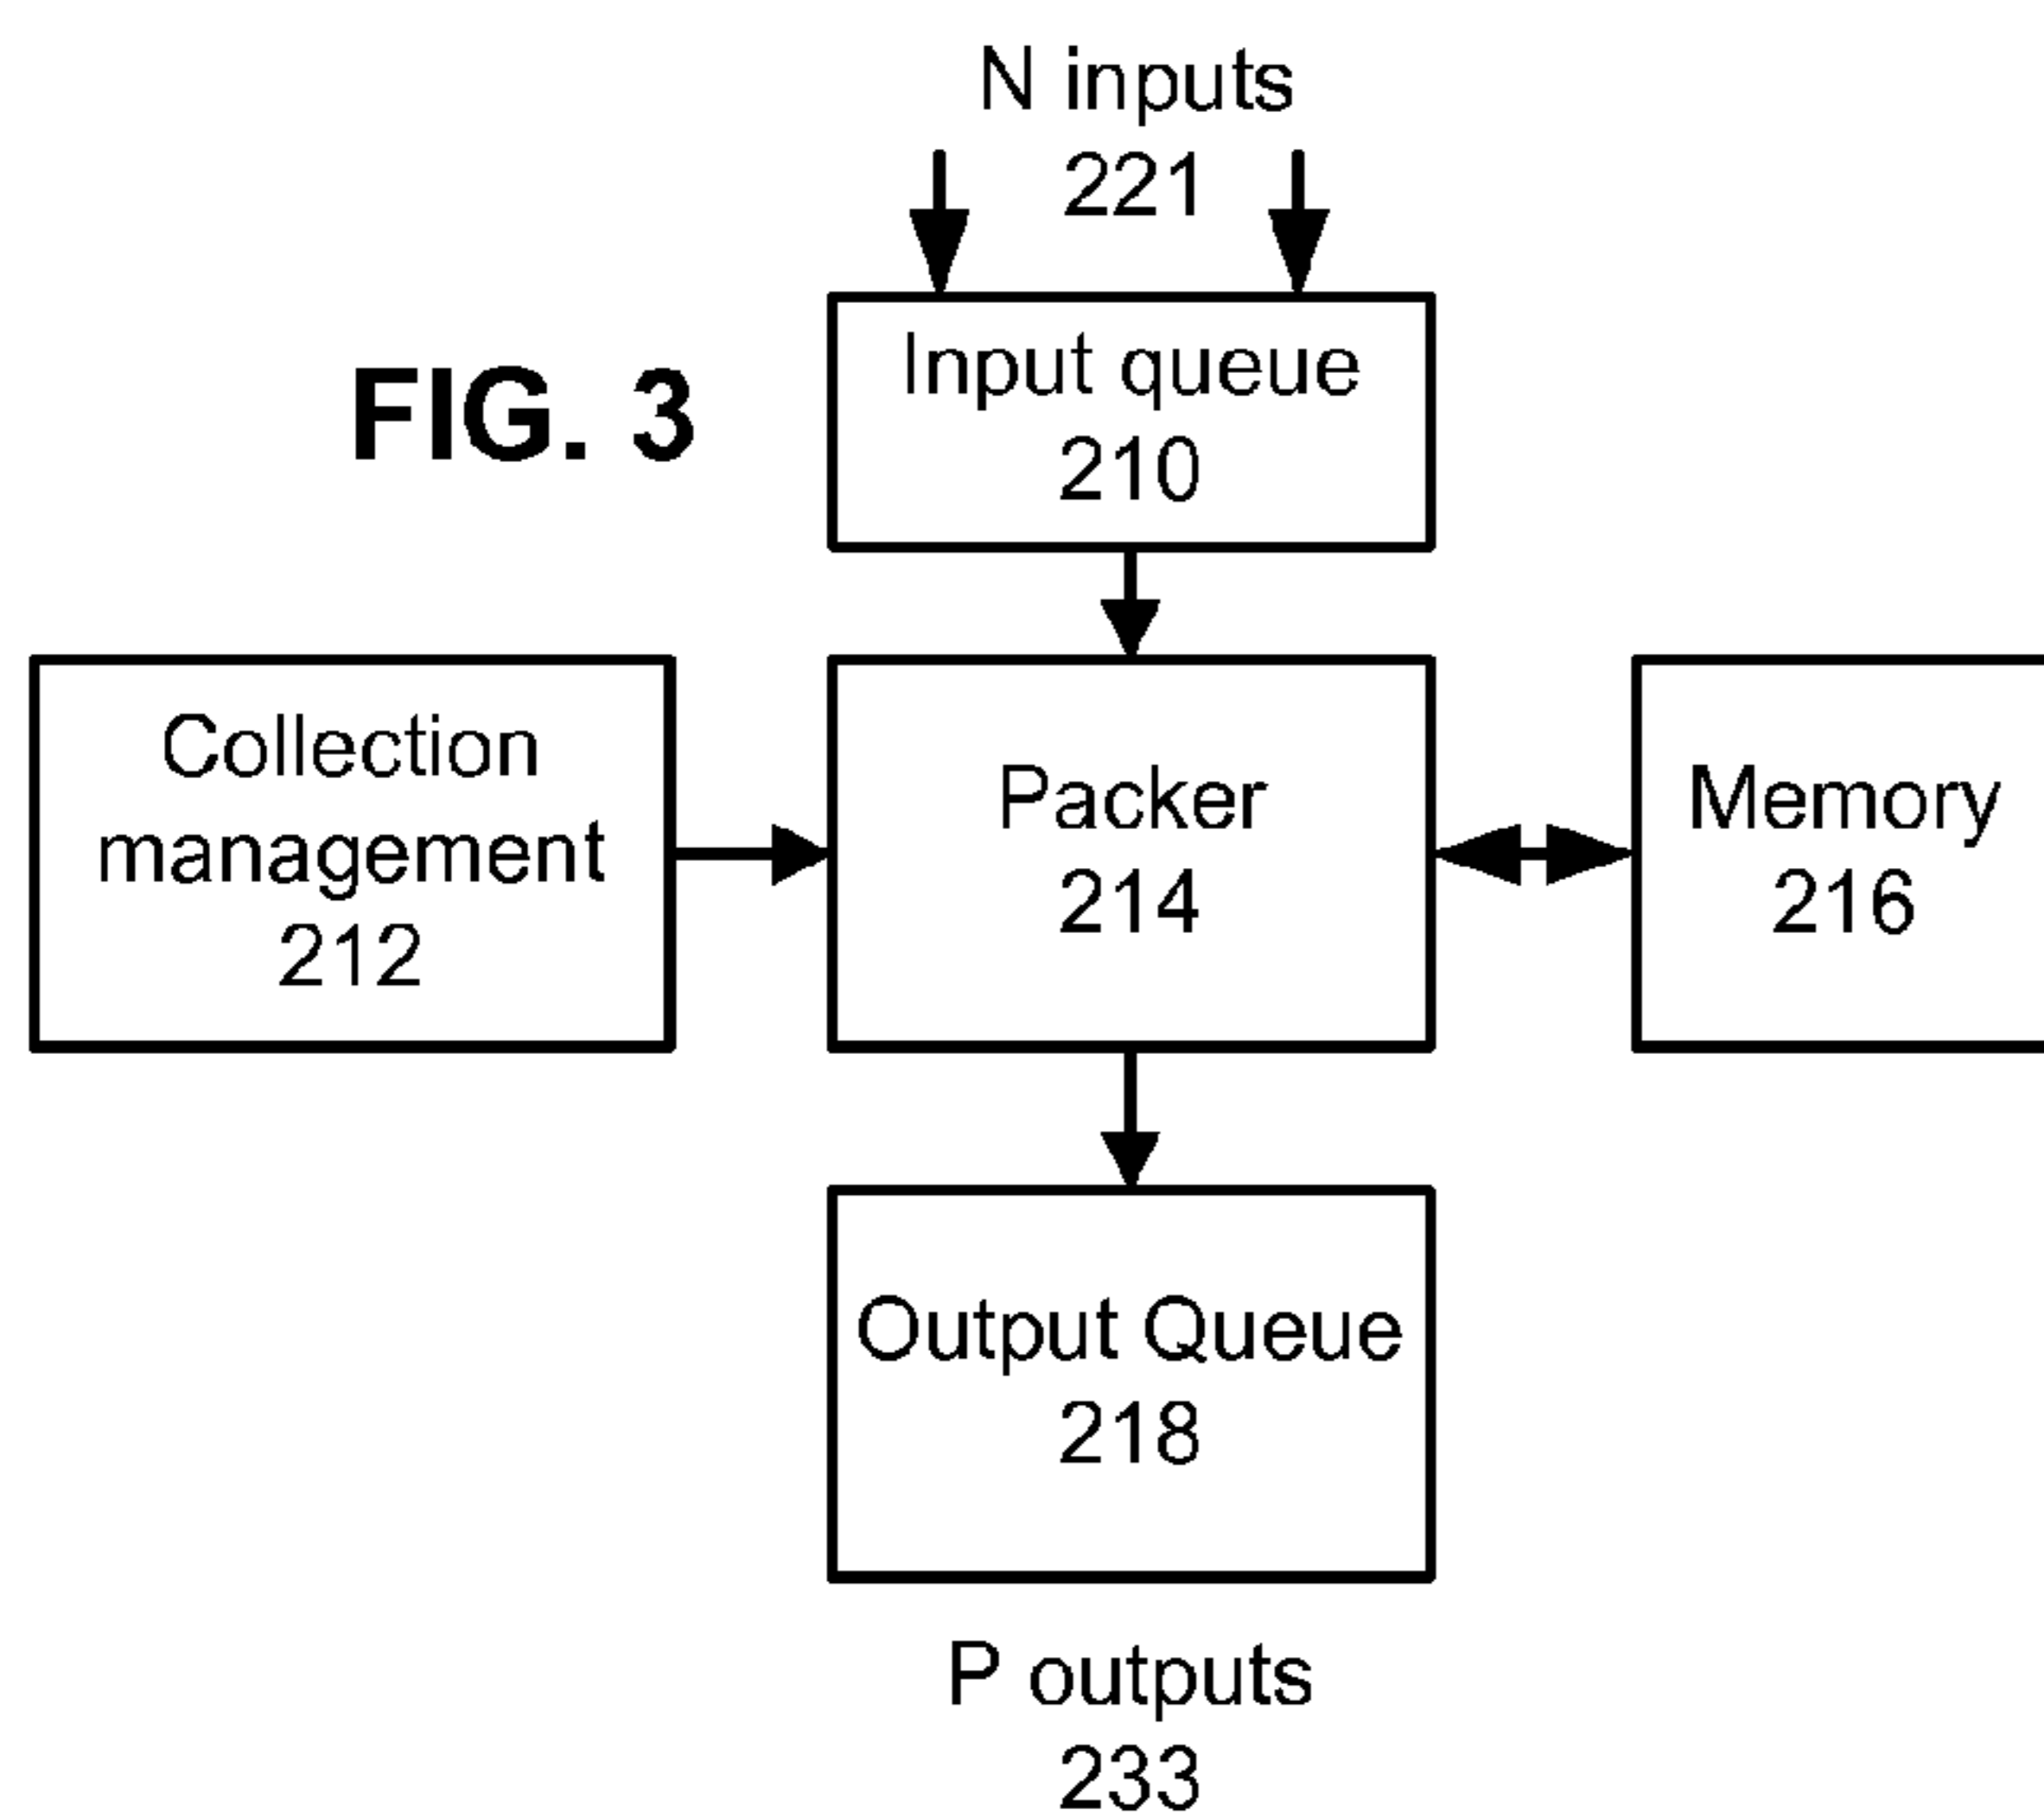 N inputs
221
FIG. 3
Input queue
210
Collection
management
212
Packer
214
Memory
216
Output Queue
218
P outputs
233